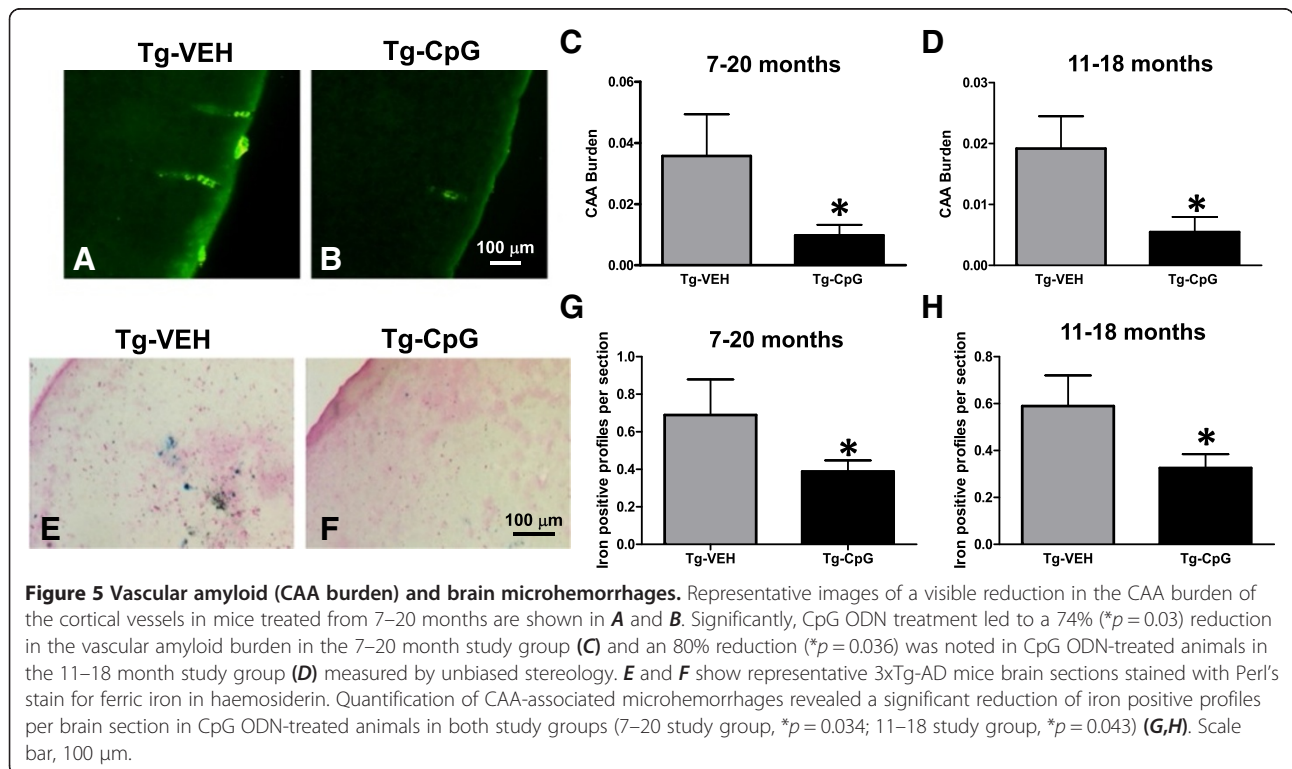 Tg-VEH
Tg-CpG
A
B
100 µm
C
7-20 months
CAA Burden
0.06
0.04
0.02
0.00
Tg-VEH
Tg-CpG
*
D
11-18 months
CAA Burden
0.03
0.02
0.01
0.00
Tg-VEH
Tg-CpG
*
Tg-VEH
Tg-CpG
E
F
100 µm
G
7-20 months
Iron positive profiles per section
1.0
0.8
0.6
0.4
0.2
0.0
Tg-VEH
Tg-CpG
*
H
11-18 months
Iron positive profiles per section
0.8
0.6
0.4
0.2
0.0
Tg-VEH
Tg-CpG
*
Figure 5 Vascular amyloid (CAA burden) and brain microhemorrhages. Representative images of a visible reduction in the CAA burden of
the cortical vessels in mice treated from 7–20 months are shown in A and B. Significantly, CpG ODN treatment led to a 74% (*p = 0.03) reduction
in the vascular amyloid burden in the 7–20 month study group (C) and an 80% reduction (*p = 0.036) was noted in CpG ODN-treated animals in
the 11–18 month study group (D) measured by unbiased stereology. E and F show representative 3xTg-AD mice brain sections stained with Perl's
stain for ferric iron in haemosiderin. Quantification of CAA-associated microhemorrhages revealed a significant reduction of iron positive profiles
per brain section in CpG ODN-treated animals in both study groups (7–20 study group, *p = 0.034; 11–18 study group, *p = 0.043) (G,H). Scale
bar, 100 µm.